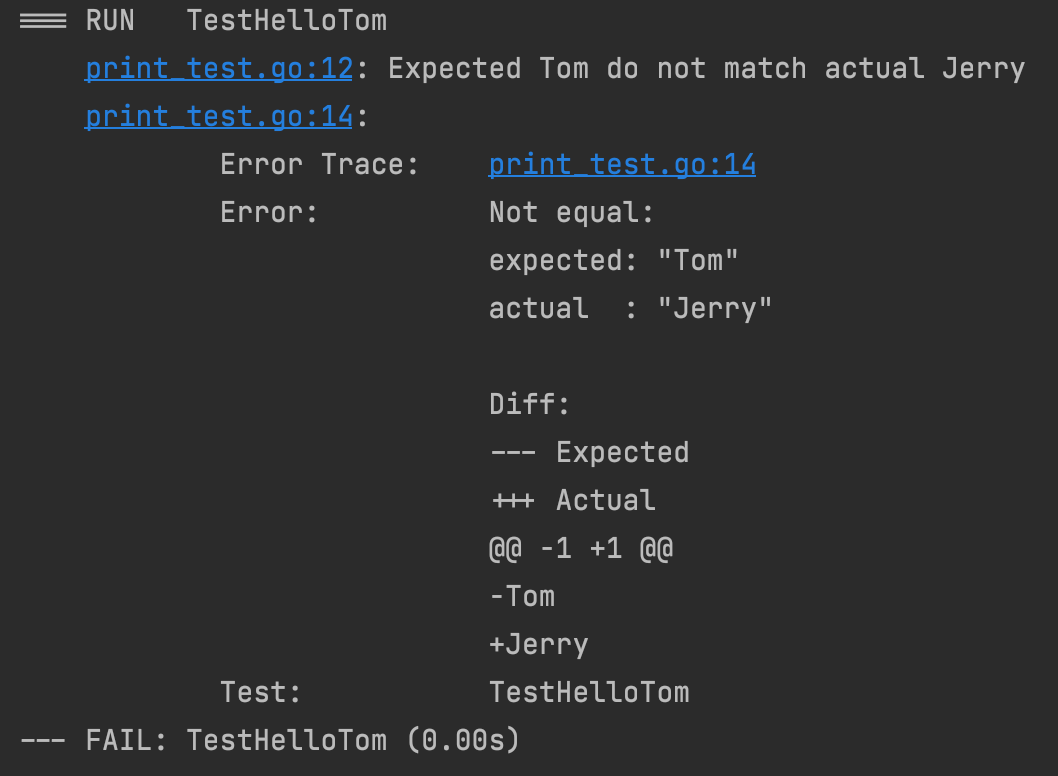 === RUN   TestHelloTom
    print_test.go:12: Expected Tom do not match actual Jerry
    print_test.go:14:
            Error Trace:    print_test.go:14
            Error:          Not equal:
                            expected: "Tom"
                            actual  : "Jerry"
                            Diff:
                            --- Expected
                            +++ Actual
                            @@ -1 +1 @@
                            -Tom
                            +Jerry
            Test:           TestHelloTom
--- FAIL: TestHelloTom (0.00s)